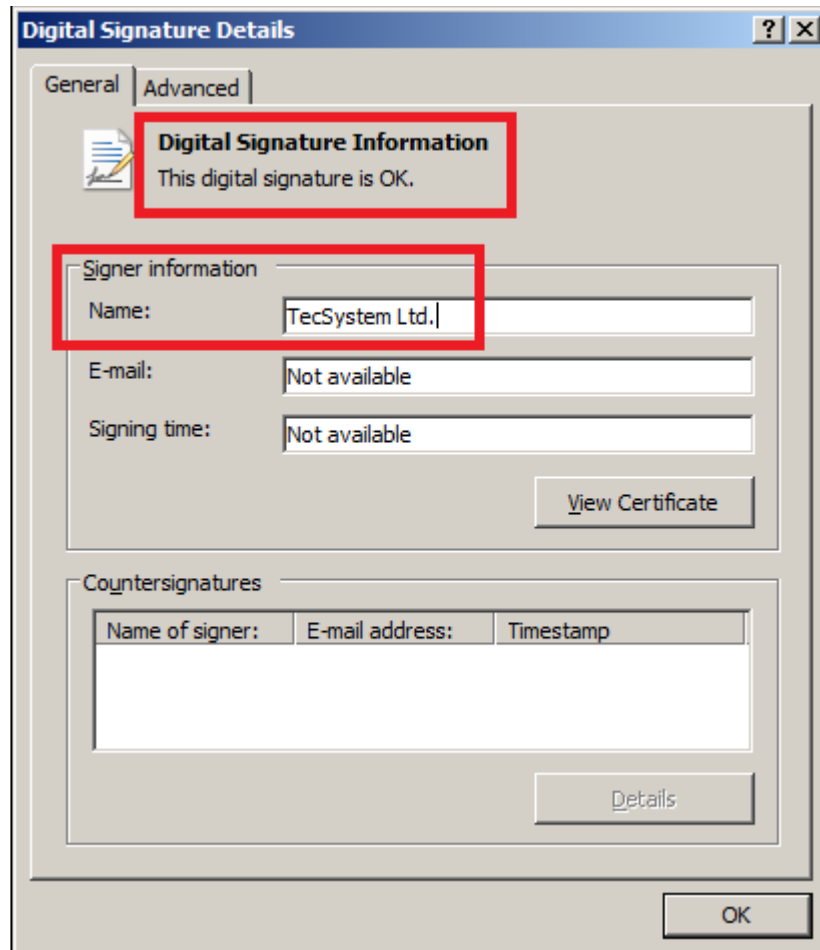 Digital Signature Details
General Advanced
Digital Signature Information
This digital signature is OK.
Signer information
Name: TecSystem Ltd.
E-mail: Not available
Signing time: Not available
View Certificate
Countersignatures
Name of signer: E-mail address: Timestamp
Details
OK